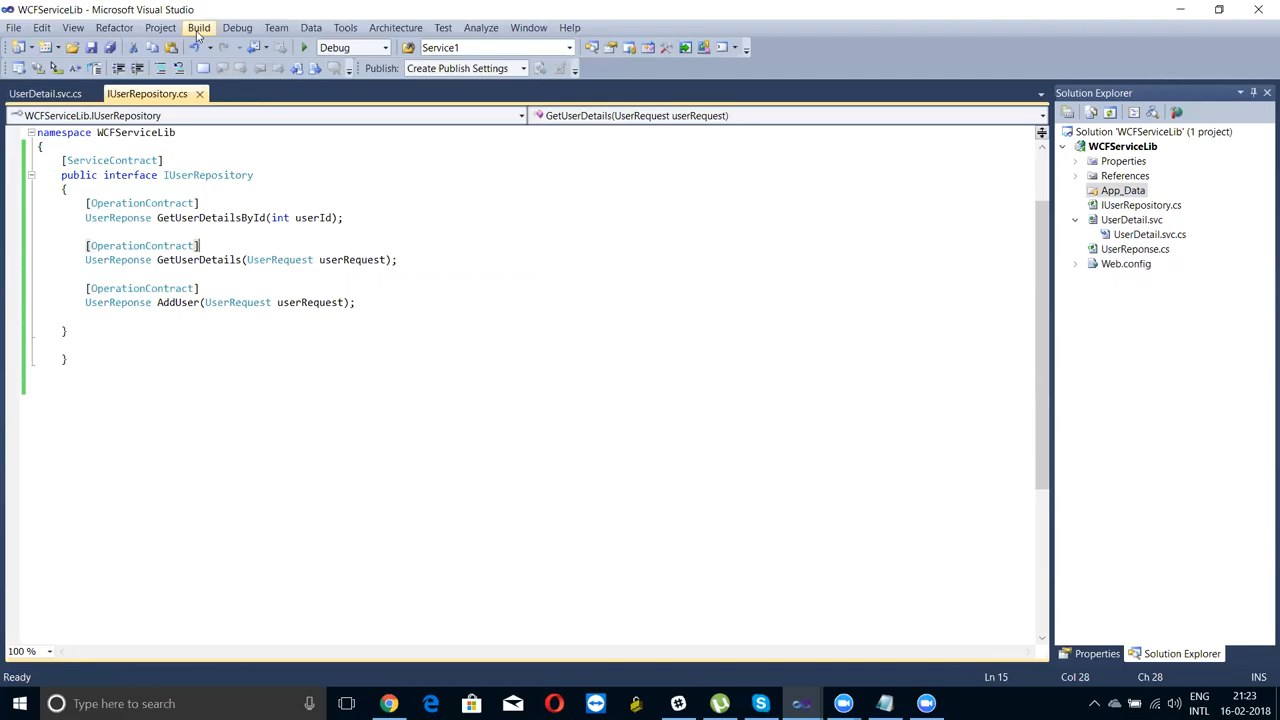 WCFServiceLib - Microsoft Visual Studio
File Edit View Refactor Project Build Debug Team Data Tools Architecture Test Analyze Window Help
Debug Service1
Publish: Create Publish Settings
UserDetail.svc.cs IUserRepository.cs
WCFServiceLib.IUserRepository GetUserDetails(UserRequest userRequest)
namespace WCFServiceLib
{
[ServiceContract]
public interface IUserRepository
{
[OperationContract]
UserReponse GetUserDetailsById(int userId);
[OperationContract]
UserReponse GetUserDetails(UserRequest userRequest);
[OperationContract]
UserReponse AddUser(UserRequest userRequest);
}
}
100 %
Solution Explorer
Solution 'WCFServiceLib' (1 project)
WCFServiceLib
Properties
References
App_Data
IUserRepository.cs
UserDetail.svc
UserDetail.svc.cs
UserReponse.cs
Web.config
Properties Solution Explorer
Ready Ln 15 Col 28 Ch 28 INS
Type here to search
ENG 21:23
INTL 16-02-2018